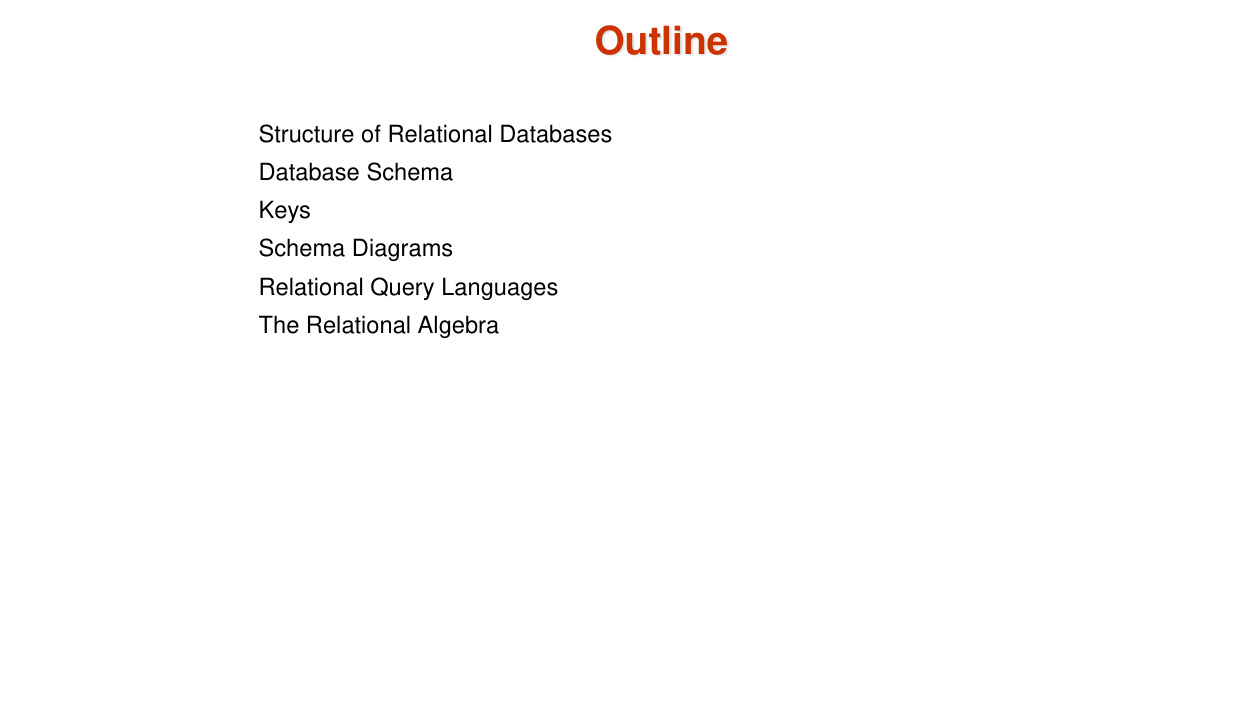 Outline
Structure of Relational Databases
Database Schema
Keys
Schema Diagrams
Relational Query Languages
The Relational Algebra